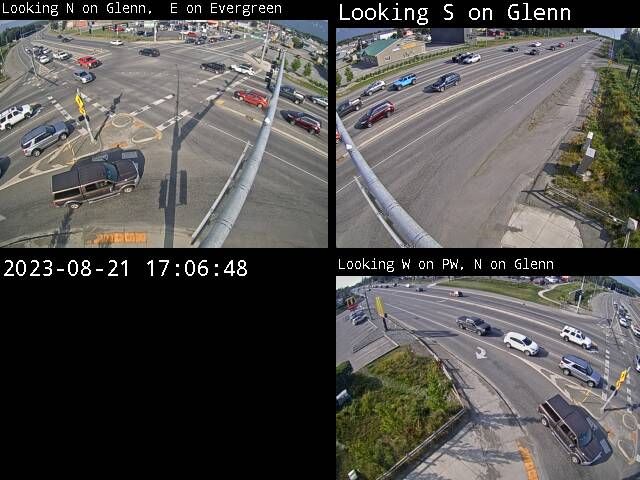 Looking N on Glenn, E on Evergreen
Looking S on Glenn
2023-08-21 17:06:48
Looking W on PW, N on Glenn